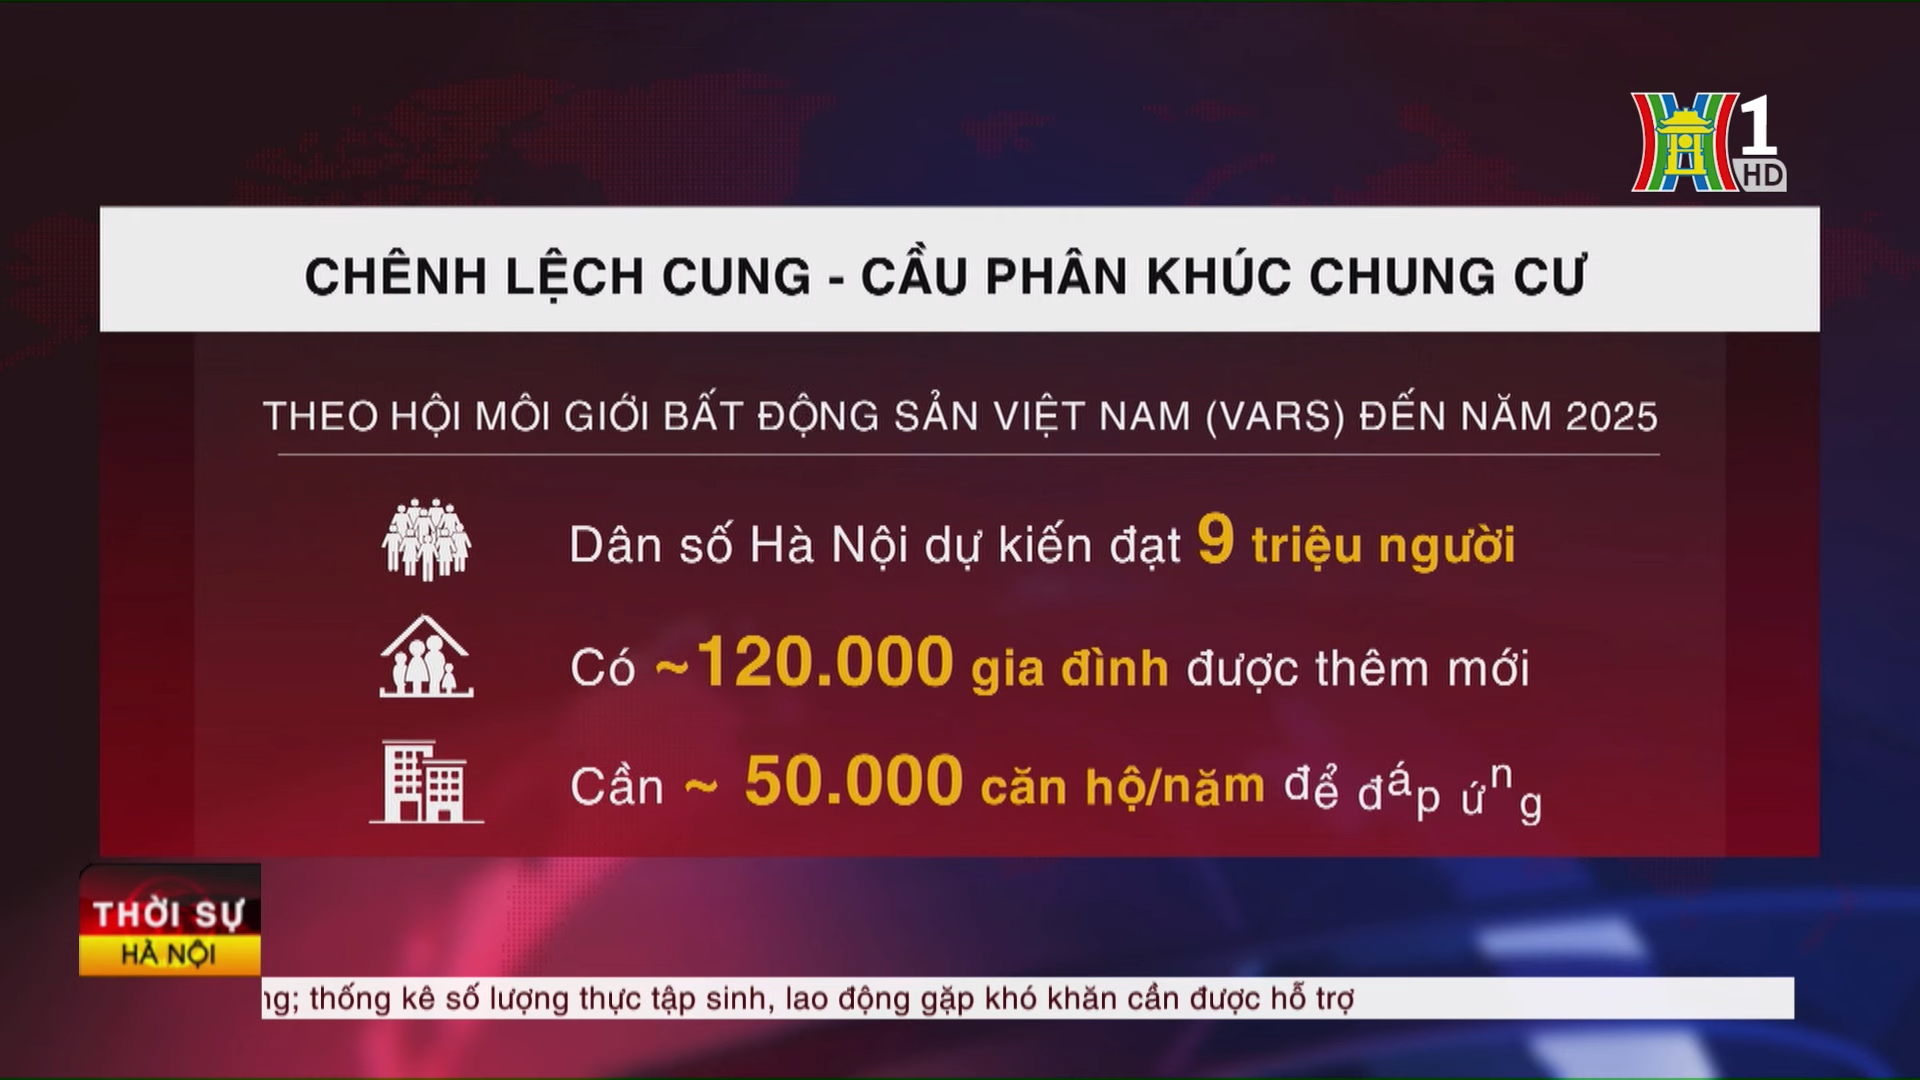 1
HD
CHÊNH LỆCH CUNG - CẦU PHÂN KHÚC CHUNG CƯ
THEO HỘI MÔI GIỚI BẤT ĐỘNG SẢN VIỆT NAM (VARS) ĐẾN NĂM 2025
Dân số Hà Nội dự kiến đạt 9 triệu người
Có ~120.000 gia đình được thêm mới
Cần ~ 50.000 căn hộ/năm để đáp ứng
THỜI SỰ
HÀ NỘI
; thống kê số lượng thực tập sinh, lao động gặp khó khăn cần được hỗ trợ